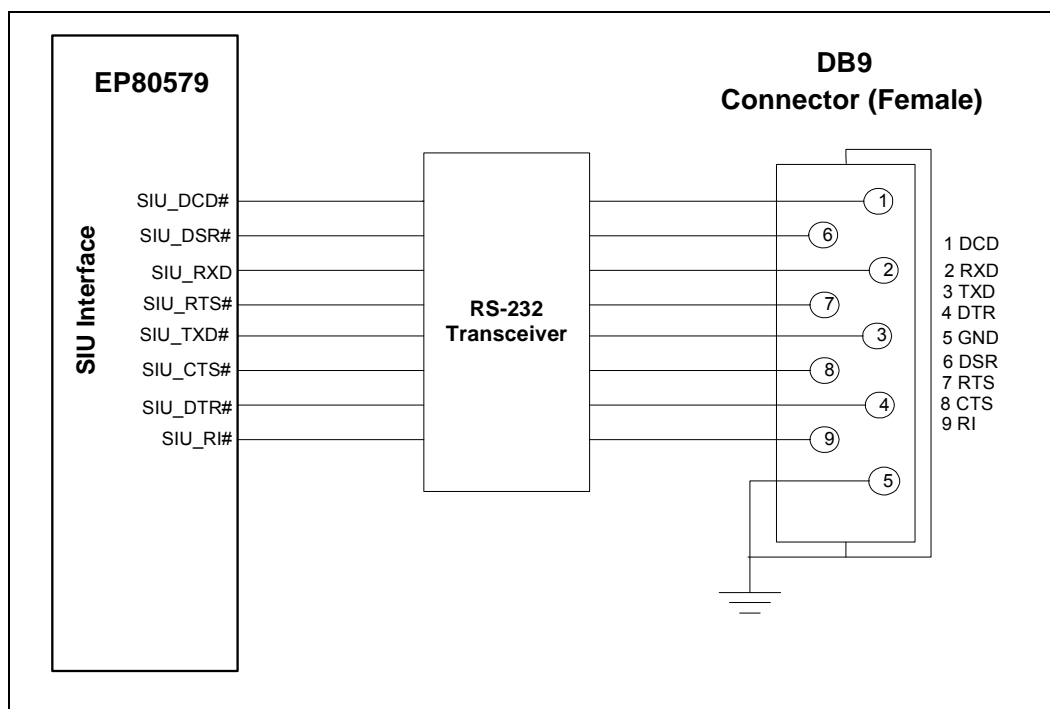 EP80579
SIU Interface
SIU_DCD#
SIU_DSR#
SIU_RXD
SIU_RTS#
SIU_TXD#
SIU_CTS#
SIU_DTR#
SIU_RI#
RS-232
Transceiver
DB9
Connector (Female)
1
6
2
7
3
8
4
9
5
1 DCD
2 RXD
3 TXD
4 DTR
5 GND
6 DSR
7 RTS
8 CTS
9 RI